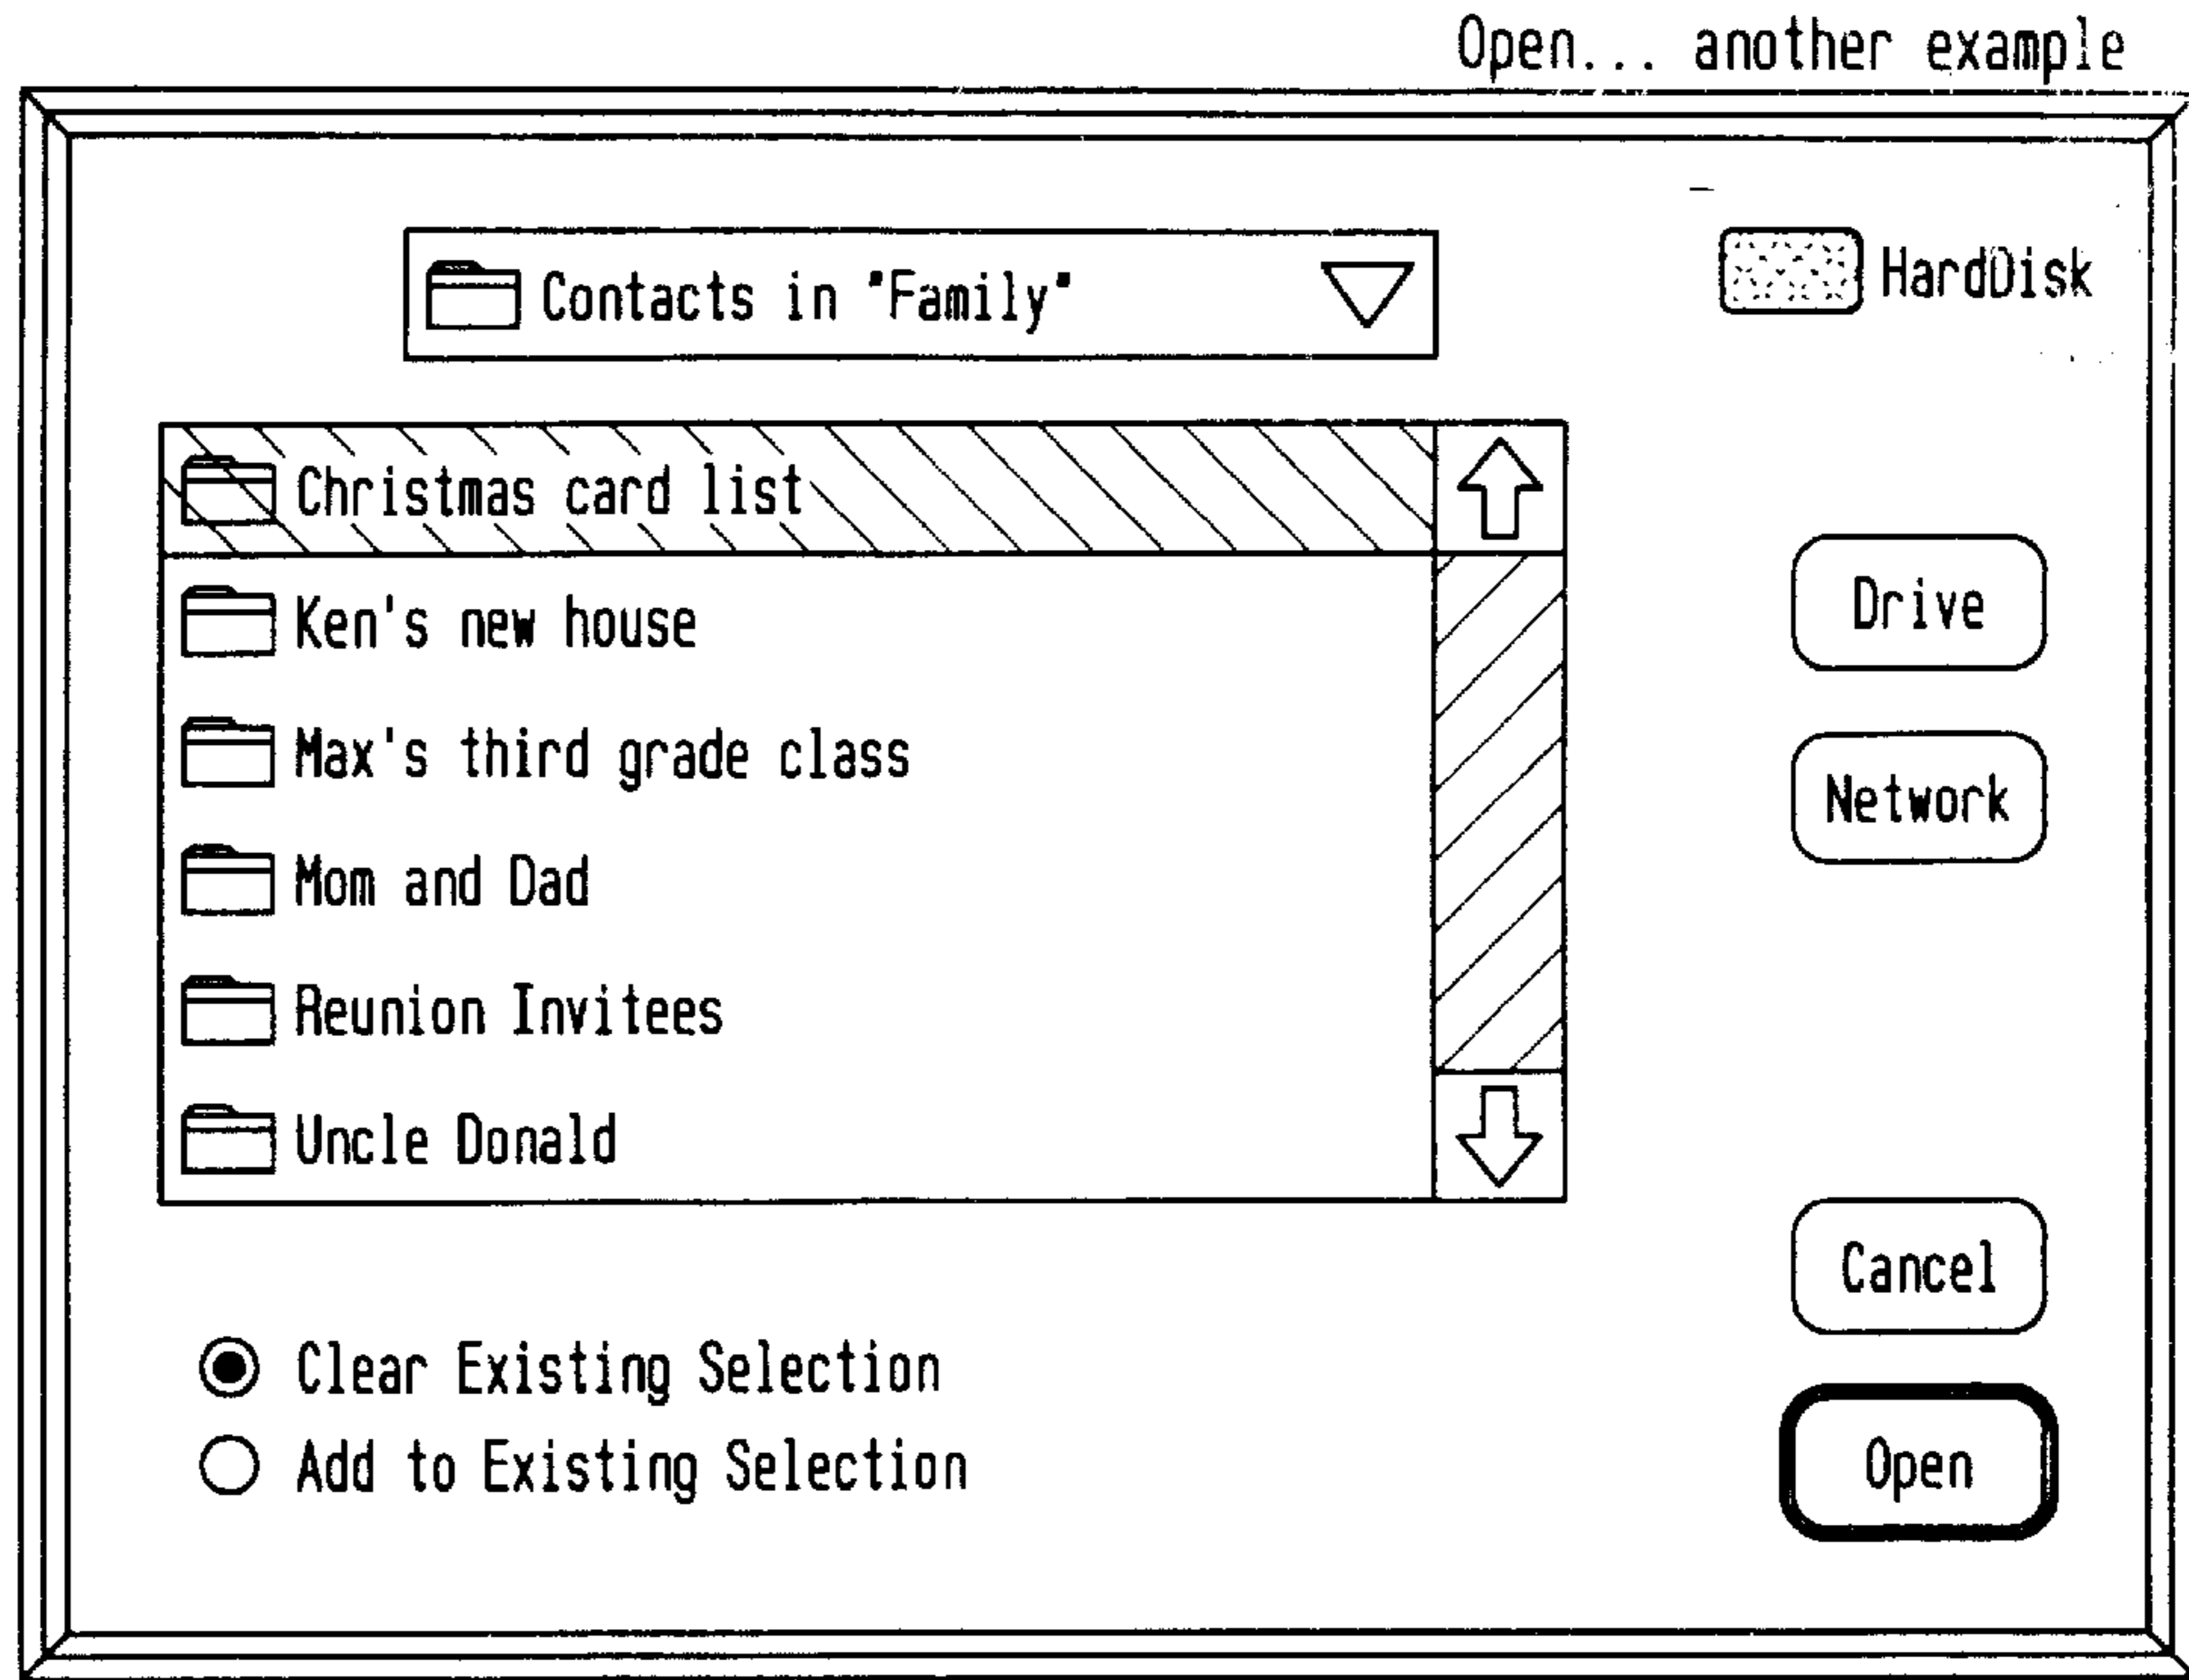 Open... another example
Contacts in "Family"
HardDisk
Christmas card list
Ken's new house
Max's third grade class
Mom and Dad
Reunion Invitees
Uncle Donald
Drive
Network
Cancel
Open
Clear Existing Selection
Add to Existing Selection